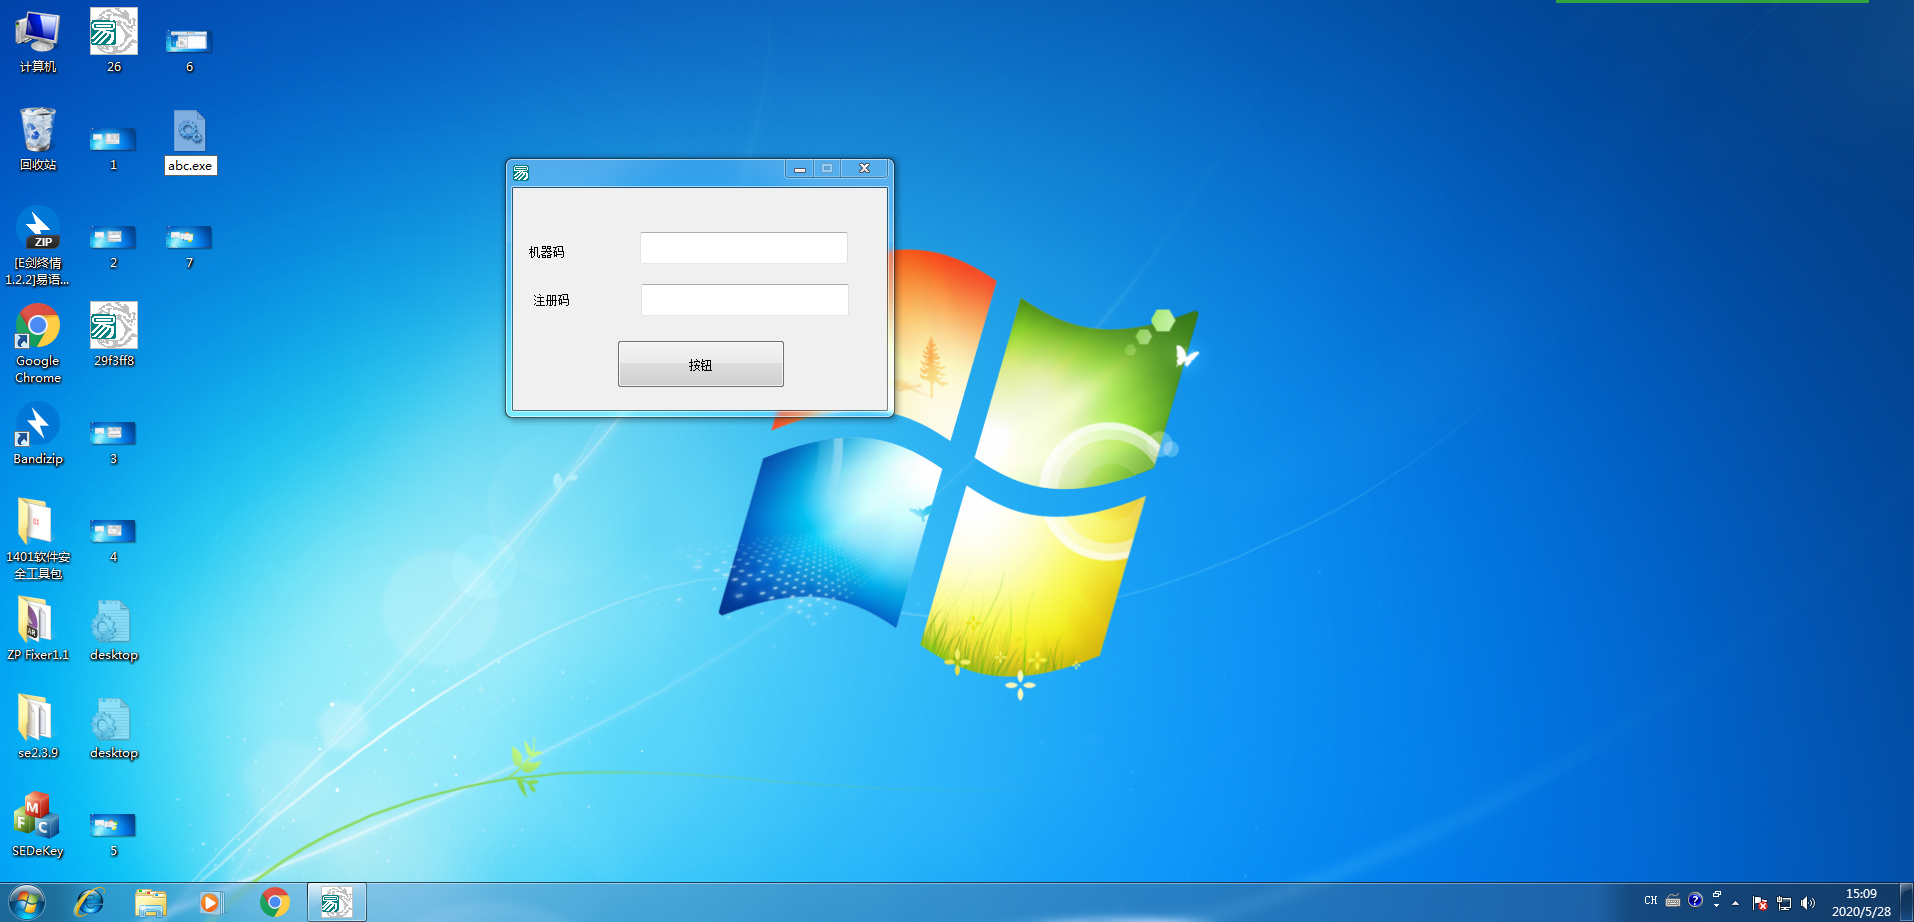 计算机
26
6
回收站
1
abc.exe
ZIP
[E剑终情
1.2.2]易语...
2
7
Google
Chrome
29f3ff8
Bandizip
3
1401软件安
全工具包
4
AR
ZP Fixer1.1
desktop
se2.3.9
desktop
M
F
C
SEDeKey
5
易
机器码
注册码
按钮
CH
15:09
2020/5/28